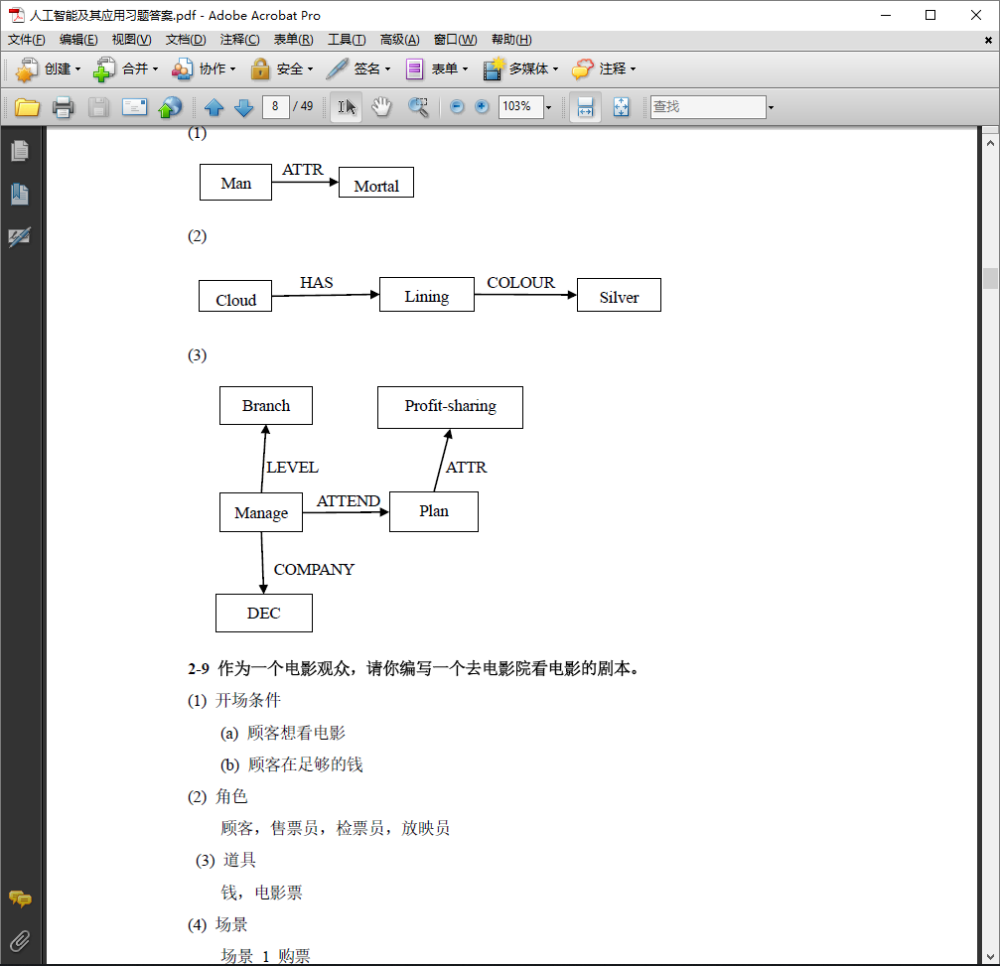 人工智能及其应用习题答案.pdf - Adobe Acrobat Pro
文件(F) 编辑(E) 视图(V) 文档(D) 注释(C) 表单(R) 工具(T) 高级(A) 窗口(W) 帮助(H)
创建 合并 协作 安全 签名 表单 多媒体 注释
8 / 49 103% 查找
(1)
Man ATTR Mortal
(2)
Cloud HAS Lining COLOUR Silver
(3)
Branch Profit-sharing
LEVEL ATTR
Manage ATTEND Plan
COMPANY
DEC
2-9 作为一个电影观众，请你编写一个去电影院看电影的剧本。
(1) 开场条件
(a) 顾客想看电影
(b) 顾客在足够的钱
(2) 角色
顾客，售票员，检票员，放映员
(3) 道具
钱，电影票
(4) 场景
场景 1 购票